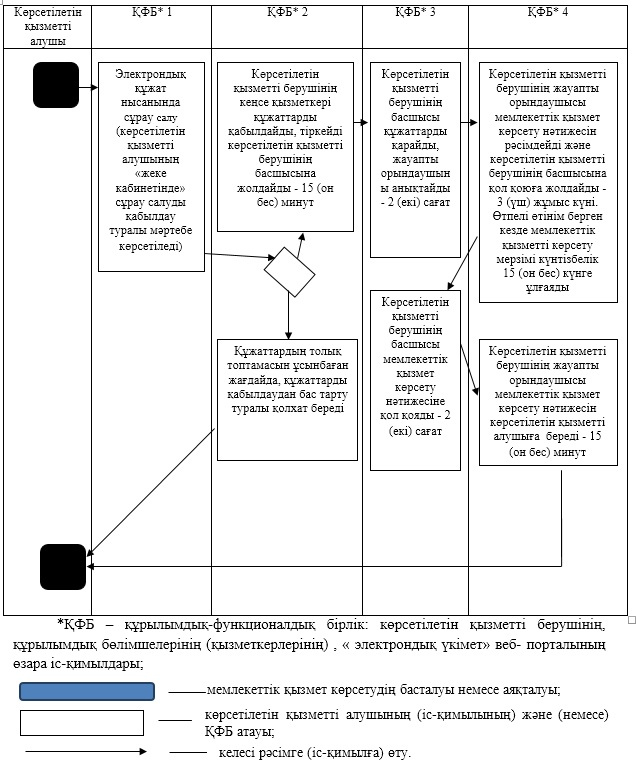 Көрсетілетін
қызметті
алушы
ҚФБ* 1
ҚФБ* 2
ҚФБ* 3
ҚФБ* 4
Электрондық
құжат
нысанында
сұрау салу
(көрсетілетін
қызметті
алушының
«жеке
кабинетінде»
сұрау салуды
қабылдау
туралы мәртебе
көрсетіледі)
Көрсетілетін
қызметті берушінің
кеңсе қызметкері
құжаттарды
қабылдайды, тіркейді
көрсетілетін қызметті
берушінің
басшысына
жолдайды - 15 (он
бес) минут
Көрсетілетін
қызметті
берушінің
басшысы
құжаттарды
қарайды,
жауапты
орындаушын
ы анықтайды
- 2 (екі) сағат
Көрсетілетін қызметті
берушінің жауапты
орындаушысы
мемлекеттік қызмет
көрсету нәтижесін
рәсімдейді және
көрсетілетін қызметті
берушінің басшысына
қол қоюға жолдайды -
3 (үш) жұмыс күні.
Өтпелі өтінім берген
кезде мемлекеттік
қызметті көрсету
мерзімі күнтізбелік
15 (он бес) күнге
ұлғаяды
Құжаттардың толық
топтамасын ұсынбаған
жағдайда, құжаттарды
қабылдаудан бас тарту
туралы қолхат береді
Көрсетілетін
қызметті
берушінің
басшысы
мемлекеттік
қызмет
көрсету
нәтижесіне
қол қояды - 2
(екі) сағат
Көрсетілетін қызметті
берушінің жауапты
орындаушысы
мемлекеттік қызмет
көрсету нәтижесін
көрсетілетін қызметті
алушыға береді - 15
(он бес) минут
*ҚФБ – құрылымдық-функционалдық бірлік: көрсетілетін қызметті берушінің,
құрылымдық бөлімшелерінің (қызметкерлерінің) , « электрондық үкімет» веб- порталының
өзара іс-қимылдары;
мемлекеттік қызмет көрсетудің басталуы немесе аяқталуы;
көрсетілетін қызметті алушының (іс-қимылының) және (немесе)
ҚФБ атауы;
келесі рәсімге (іс-қимылға) өту.